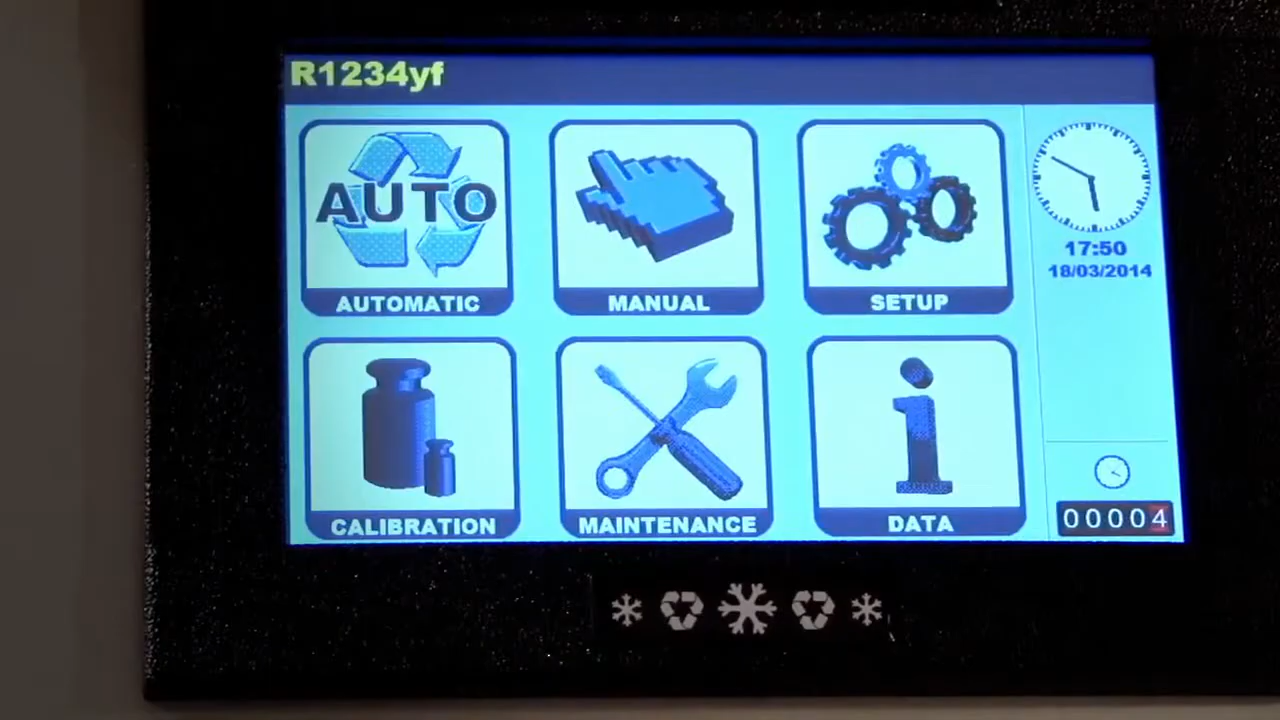 R1234yf
AUTO
AUTOMATIC
MANUAL
SETUP
17:50
18/03/2014
CALIBRATION
MAINTENANCE
DATA
00004